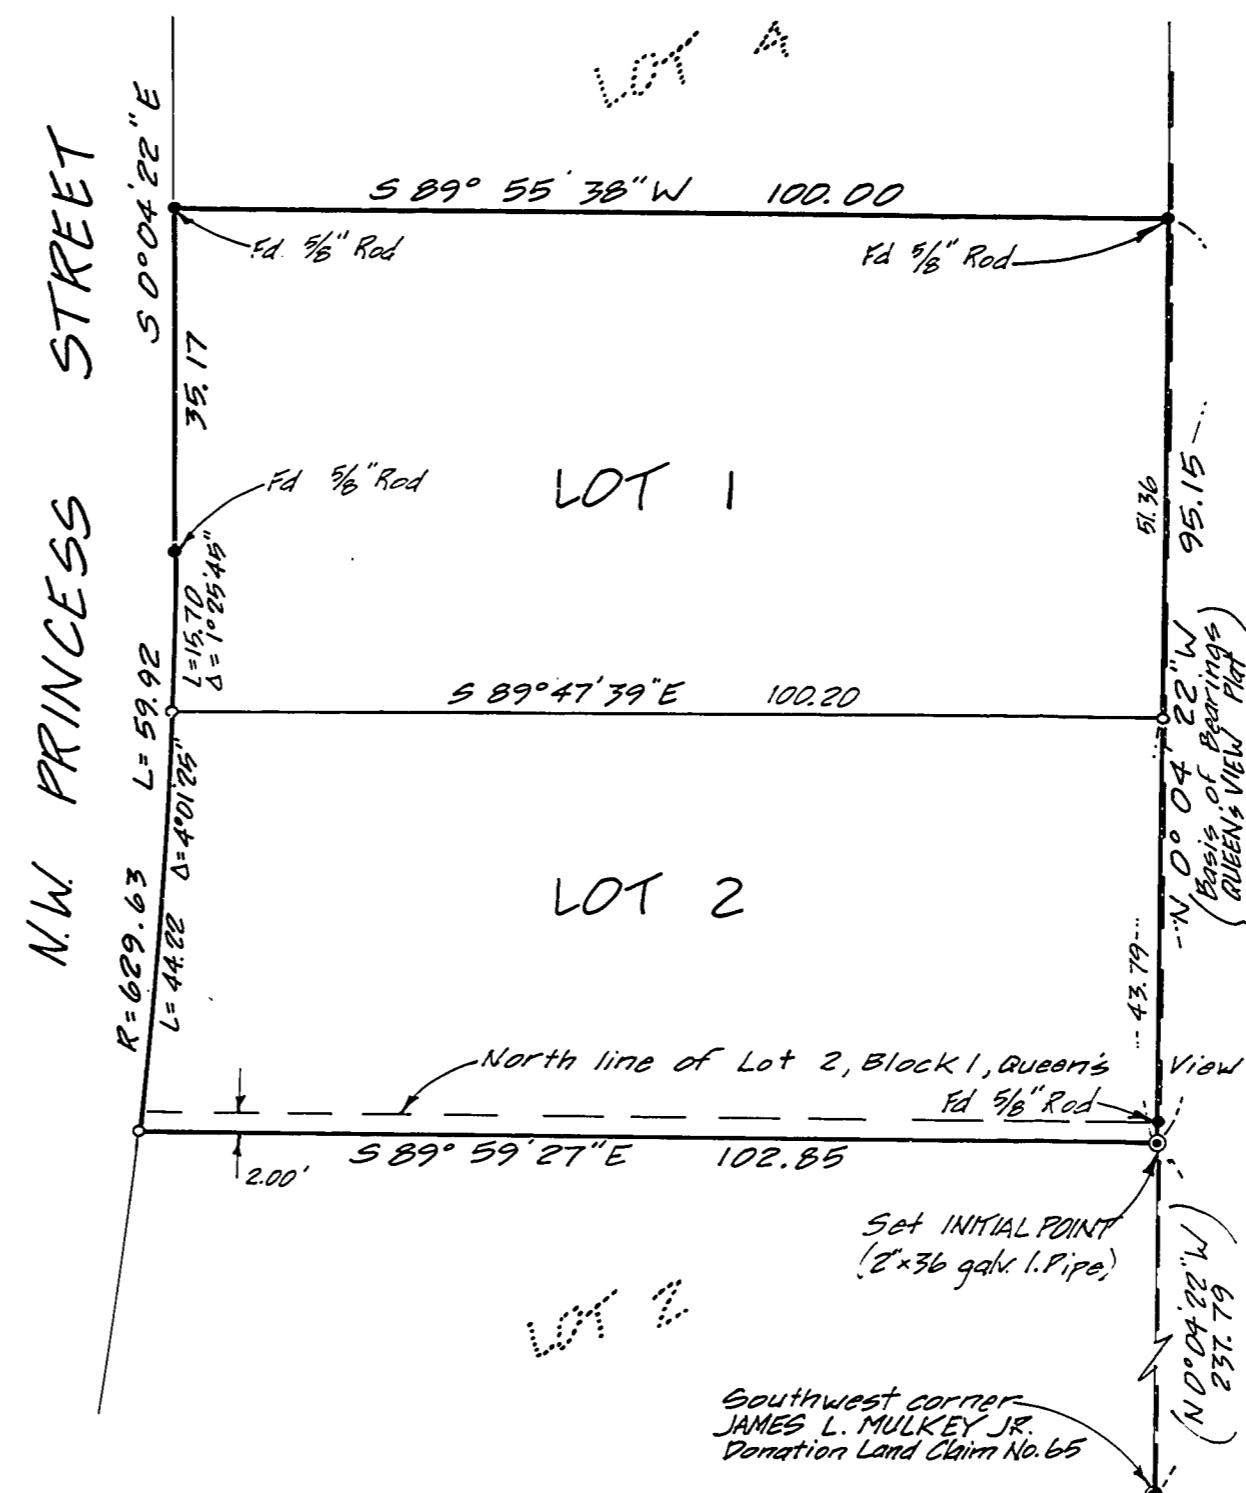 LOT A
N.W. PRINCESS STREET
S 0° 04' 22" E
S 89° 55' 38" W 100.00
Fd. 5/8" Rod
Fd 5/8" Rod
35.17
Fd 5/8" Rod
LOT 1
51.36
95.15
L=15.70
Δ = 1°25'45"
L= 59.92
S 89° 47' 39" E 100.20
N 0° 04' 22" W
(Basis of Bearings
QUEEN'S VIEW Plat)
Δ=4°01'25"
R=629.63
L= 44.22
LOT 2
43.79
North line of Lot 2, Block 1, Queen's View
Fd 5/8" Rod
S 89° 59' 27" E 102.85
2.00'
Set INITIAL POINT
(2"x36 galv. I.Pipe)
(N 0° 04' 22" W)
237.79
LOT 2
Southwest corner
JAMES L. MULKEY JR.
Donation Land Claim No. 65